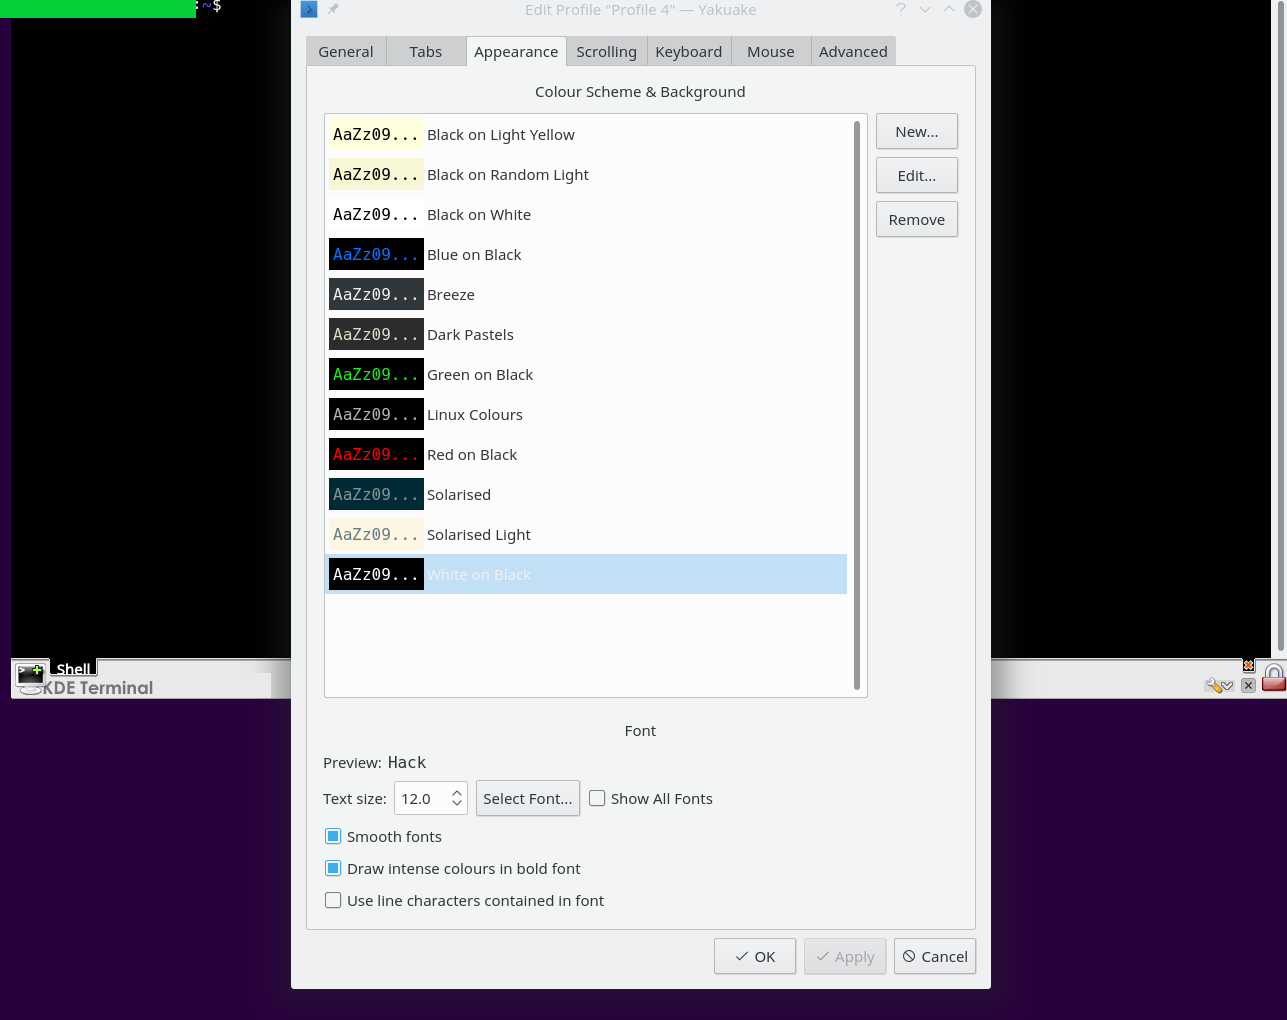 :~$
Edit Profile "Profile 4" — Yakuake
General Tabs Appearance Scrolling Keyboard Mouse Advanced
Colour Scheme & Background
AaZz09... Black on Light Yellow
New...
AaZz09... Black on Random Light
Edit...
AaZz09... Black on White
Remove
AaZz09... Blue on Black
AaZz09... Breeze
AaZz09... Dark Pastels
AaZz09... Green on Black
AaZz09... Linux Colours
AaZz09... Red on Black
AaZz09... Solarised
AaZz09... Solarised Light
AaZz09... White on Black
Shell
KDE Terminal
Font
Preview: Hack
Text size: 12.0 Select Font... Show All Fonts
Smooth fonts
Draw intense colours in bold font
Use line characters contained in font
OK Apply Cancel